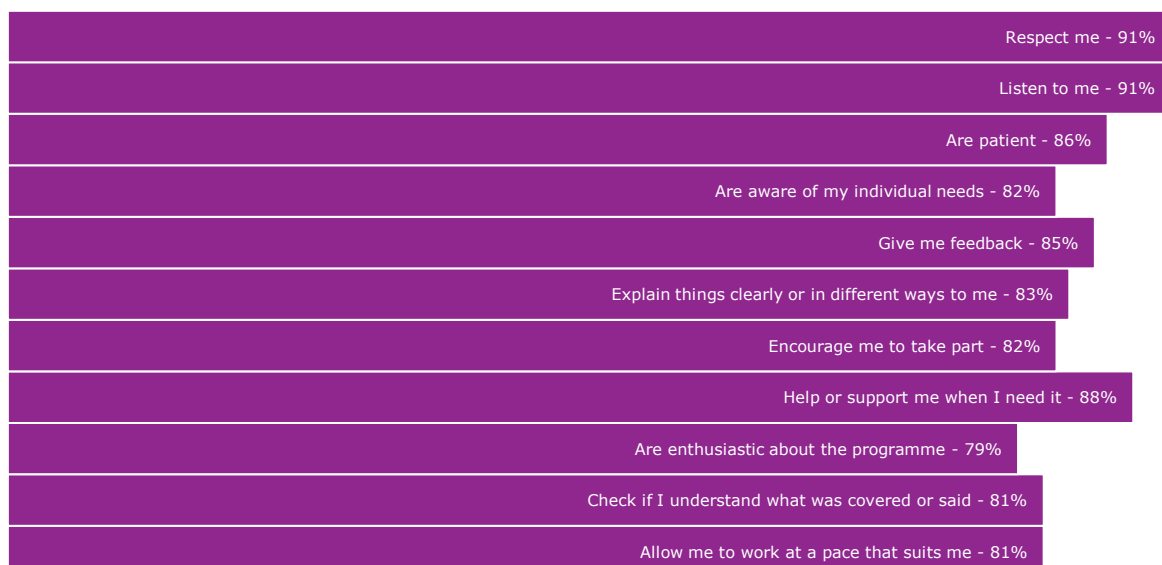 Respect me - 91%
Listen to me - 91%
Are patient - 86%
Are aware of my individual needs - 82%
Give me feedback - 85%
Explain things clearly or in different ways to me - 83%
Encourage me to take part - 82%
Help or support me when I need it - 88%
Are enthusiastic about the programme - 79%
Check if I understand what was covered or said - 81%
Allow me to work at a pace that suits me - 81%